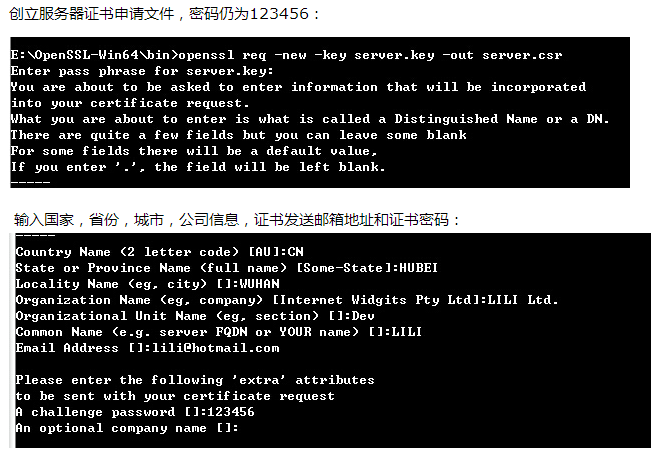 创立服务器证书申请文件，密码仍为123456：
E:\OpenSSL-Win64\bin>openssl req -new -key server.key -out server.csr
Enter pass phrase for server.key:
You are about to be asked to enter information that will be incorporated
into your certificate request.
What you are about to enter is what is called a Distinguished Name or a DN.
There are quite a few fields but you can leave some blank
For some fields there will be a default value,
If you enter '.', the field will be left blank.
-----
输入国家，省份，城市，公司信息，证书发送邮箱地址和证书密码：
-----
Country Name (2 letter code) [AU]:CN
State or Province Name (full name) [Some-State]:HUBEI
Locality Name (eg, city) []:WUHAN
Organization Name (eg, company) [Internet Widgits Pty Ltd]:LILI Ltd.
Organizational Unit Name (eg, section) []:Dev
Common Name (e.g. server FQDN or YOUR name) []:LILI
Email Address []:lili@hotmail.com
Please enter the following 'extra' attributes
to be sent with your certificate request
A challenge password []:123456
An optional company name []: